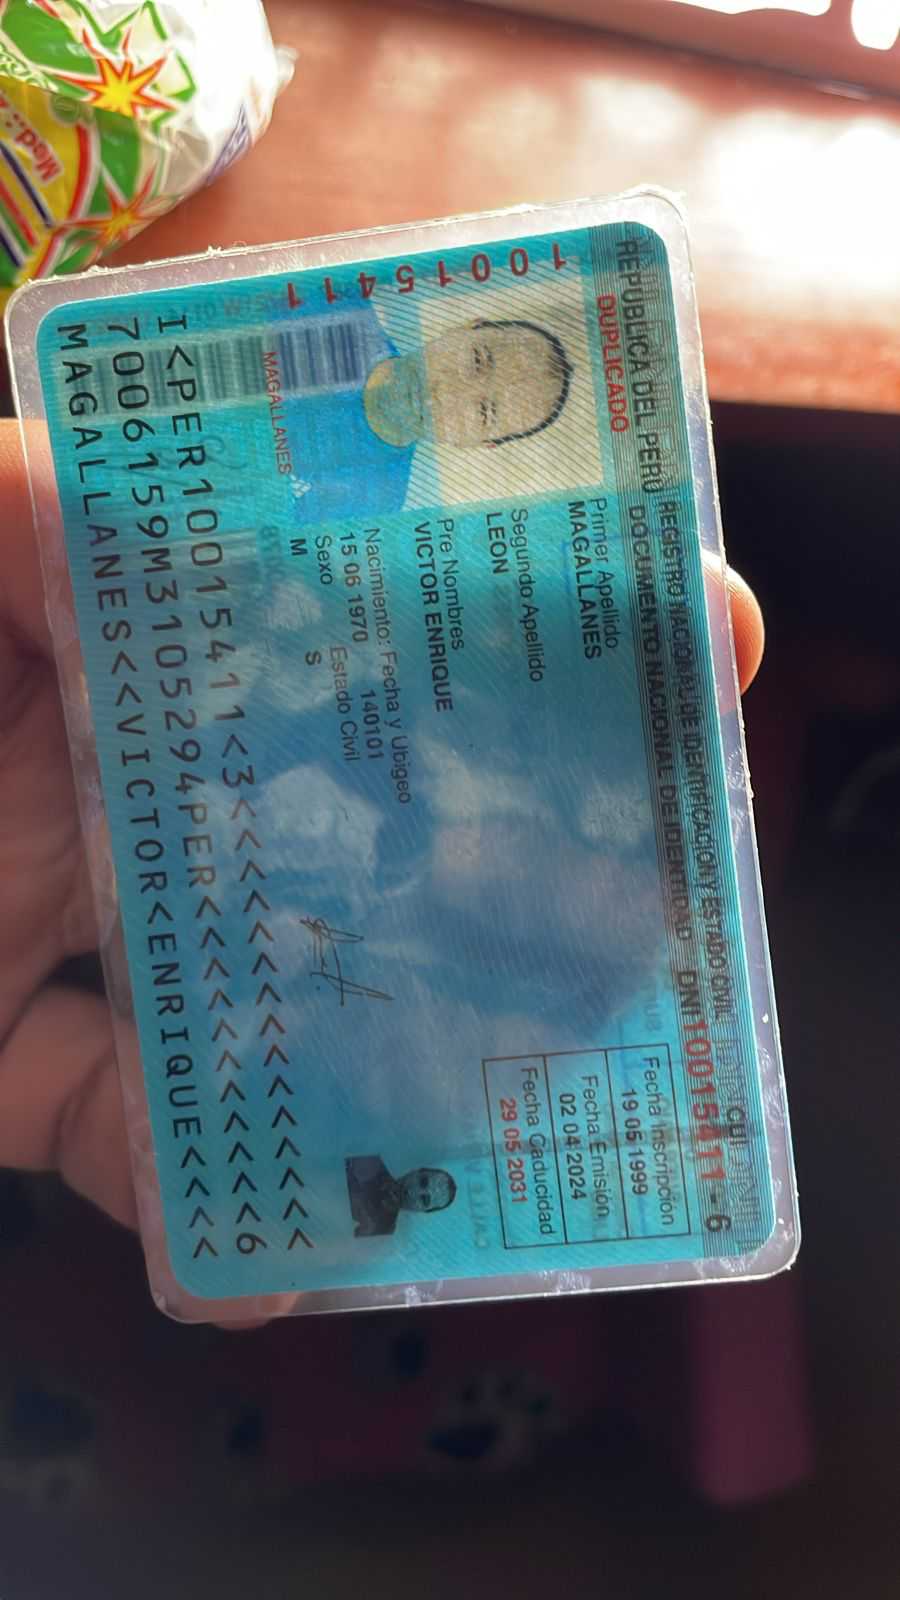 REPUBLICA DEL PERU REGISTRO NACIONAL DE IDENTIFICACION Y ESTADO CIVIL
DUPLICADO
DOCUMENTO NACIONAL DE IDENTIDAD DNI 10015411 - 6
10015411
Primer Apellido
MAGALLANES
Segundo Apellido
LEON
Pre Nombres
VICTOR ENRIQUE
Nacimiento: Fecha y Ubigeo
15 06 1970 140101
Sexo Estado Civil
M S
Fecha Inscripción
19 05 1999
Fecha Emisión
02 04 2024
Fecha Caducidad
29 05 2031
MAGALLANES
I<PER10015411<3<<<<<<<<<<<<<<<
7006159M3105294PER<<<<<<<<<<<6
MAGALLANES<<VICTOR<ENRIQUE<<<<
Mad.: